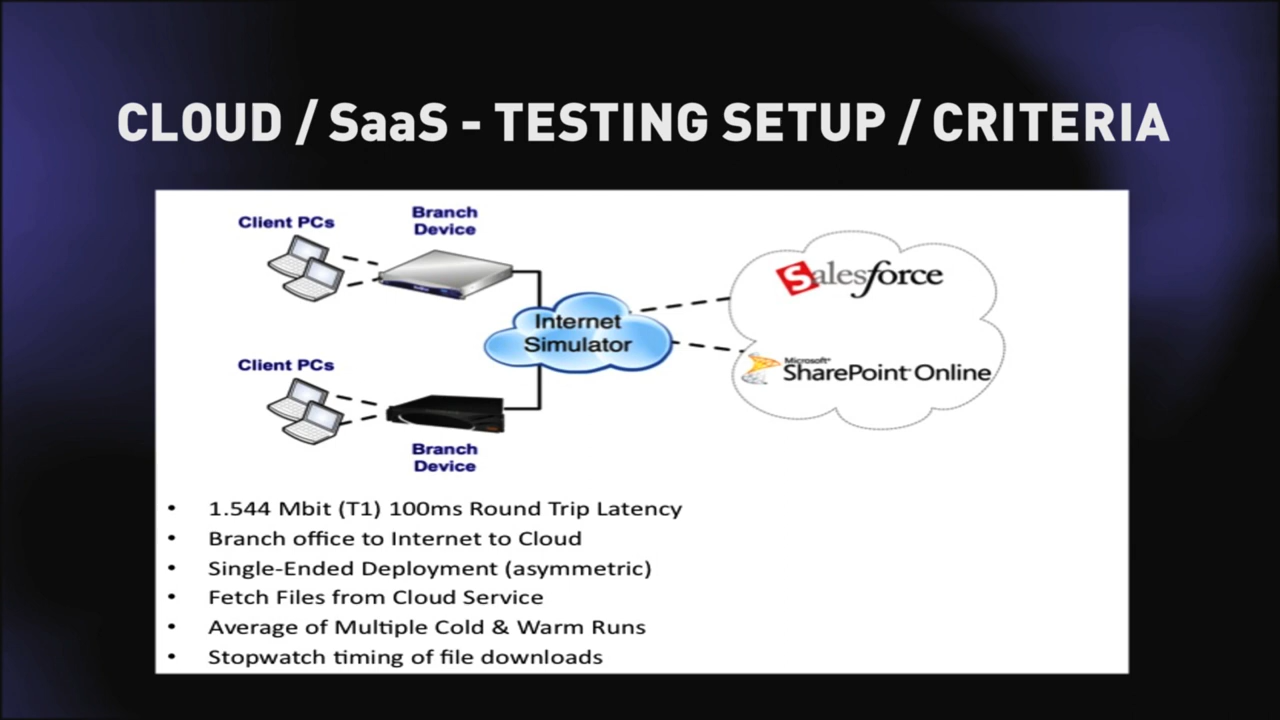 CLOUD / SaaS - TESTING SETUP / CRITERIA
Client PCs
Branch
Device
Internet
Simulator
Salesforce
Microsoft®
SharePoint Online
Client PCs
Branch
Device
• 1.544 Mbit (T1) 100ms Round Trip Latency
• Branch office to Internet to Cloud
• Single-Ended Deployment (asymmetric)
• Fetch Files from Cloud Service
• Average of Multiple Cold & Warm Runs
• Stopwatch timing of file downloads